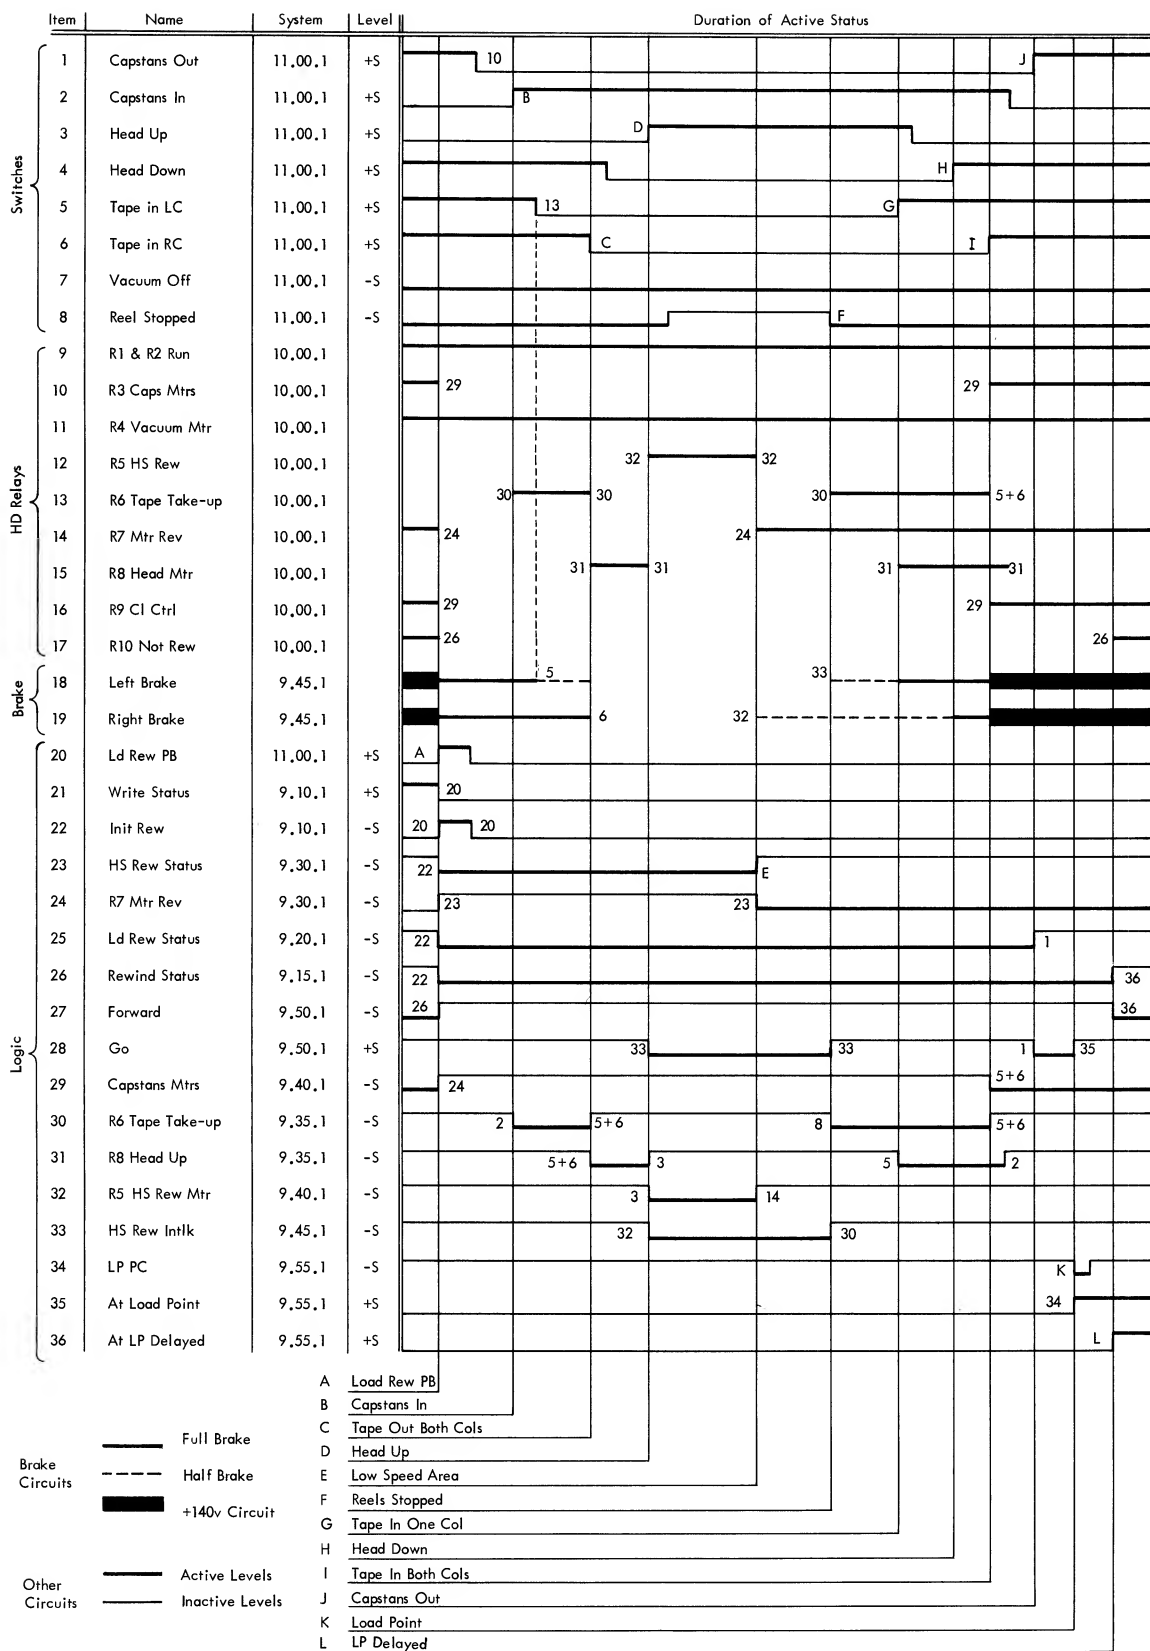 Item Name System Level Duration of Active Status
Switches
1 Capstans Out 11.00.1 +S 10 J
2 Capstans In 11.00.1 +S B
3 Head Up 11.00.1 +S D
4 Head Down 11.00.1 +S H
5 Tape in LC 11.00.1 +S 13 G
6 Tape in RC 11.00.1 +S C I
7 Vacuum Off 11.00.1 -S
8 Reel Stopped 11.00.1 -S F
HD Relays
9 R1 & R2 Run 10.00.1
10 R3 Caps Mtrs 10.00.1 29 29
11 R4 Vacuum Mtr 10.00.1
12 R5 HS Rew 10.00.1 32 32
13 R6 Tape Take-up 10.00.1 30 30 30 5+6
14 R7 Mtr Rev 10.00.1 24 24
15 R8 Head Mtr 10.00.1 31 31 31 31
16 R9 Cl Ctrl 10.00.1 29 29
17 R10 Not Rew 10.00.1 26 26
Brake
18 Left Brake 9.45.1 5 33
19 Right Brake 9.45.1 6 32
Logic
20 Ld Rew PB 11.00.1 +S A
21 Write Status 9.10.1 +S 20
22 Init Rew 9.10.1 -S 20 20
23 HS Rew Status 9.30.1 -S 22 E
24 R7 Mtr Rev 9.30.1 -S 23 23
25 Ld Rew Status 9.20.1 -S 22 1
26 Rewind Status 9.15.1 -S 22 36
27 Forward 9.50.1 -S 26 36
28 Go 9.50.1 +S 33 33 1 35
29 Capstans Mtrs 9.40.1 -S 24 5+6
30 R6 Tape Take-up 9.35.1 -S 2 5+6 8 5+6
31 R8 Head Up 9.35.1 -S 5+6 3 5 2
32 R5 HS Rew Mtr 9.40.1 -S 3 14
33 HS Rew Intlk 9.45.1 -S 32 30
34 LP PC 9.55.1 -S K
35 At Load Point 9.55.1 +S 34
36 At LP Delayed 9.55.1 +S L
A Load Rew PB
B Capstans In
C Tape Out Both Cols
D Head Up
E Low Speed Area
F Reels Stopped
G Tape In One Col
H Head Down
I Tape In Both Cols
J Capstans Out
K Load Point
L LP Delayed
Brake Circuits
Full Brake
Half Brake
+140v Circuit
Other Circuits
Active Levels
Inactive Levels